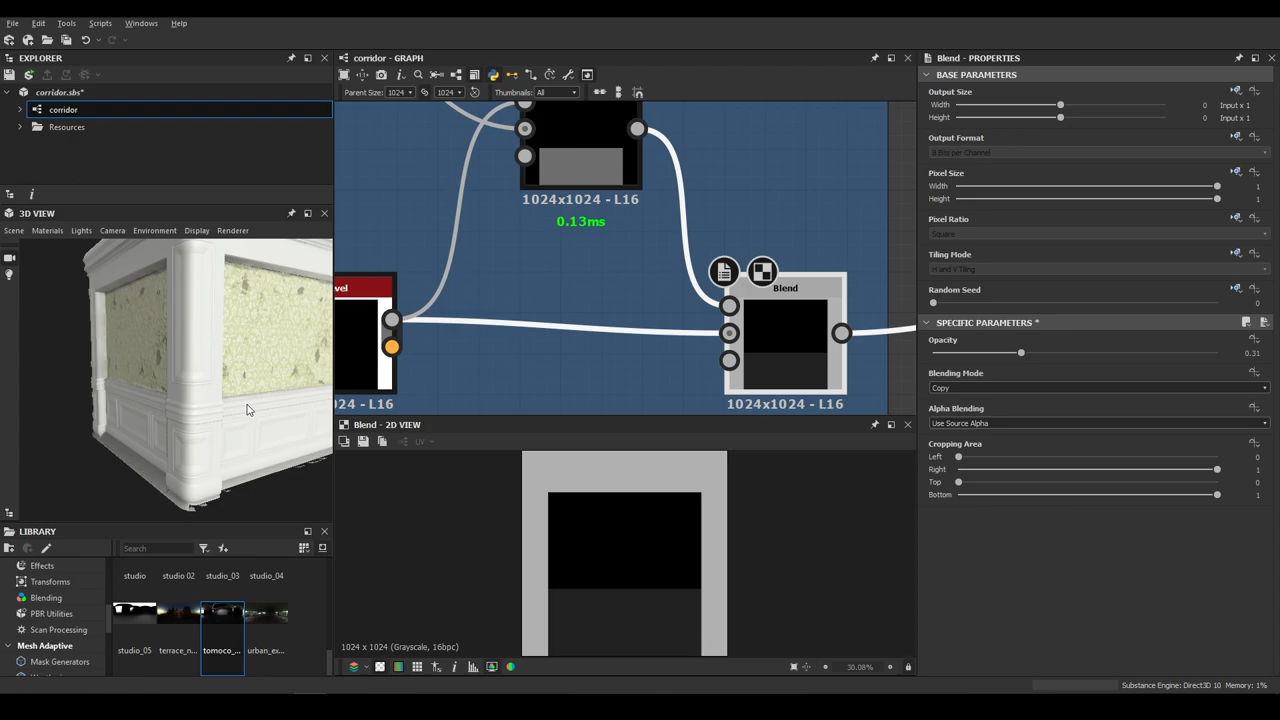 File Edit Tools Scripts Windows Help
EXPLORER
corridor.sbs*
corridor
Resources
3D VIEW
Scene Materials Lights Camera Environment Display Renderer
LIBRARY
Search
Effects
Transforms
Blending
PBR Utilities
Scan Processing
Mesh Adaptive
Mask Generators
studio studio 02 studio_03 studio_04
studio_05 terrace_n... tomoco_... urban_ex...
corridor - GRAPH
Parent Size: 1024 1024 Thumbnails: All
1024x1024 - L16
0.13ms
vel
024 - L16
Blend
1024x1024 - L16
Blend - 2D VIEW
UV
1024 x 1024 (Grayscale, 16bpc)
30.08%
Blend - PROPERTIES
BASE PARAMETERS
Output Size
Width 0 Input x 1
Height 0 Input x 1
Output Format
8 Bits per Channel
Pixel Size
Width 1
Height 1
Pixel Ratio
Square
Tiling Mode
H and V Tiling
Random Seed
0
SPECIFIC PARAMETERS *
Opacity
0.31
Blending Mode
Copy
Alpha Blending
Use Source Alpha
Cropping Area
Left 0
Right 1
Top 0
Bottom 1
Substance Engine: Direct3D 10 Memory: 1%